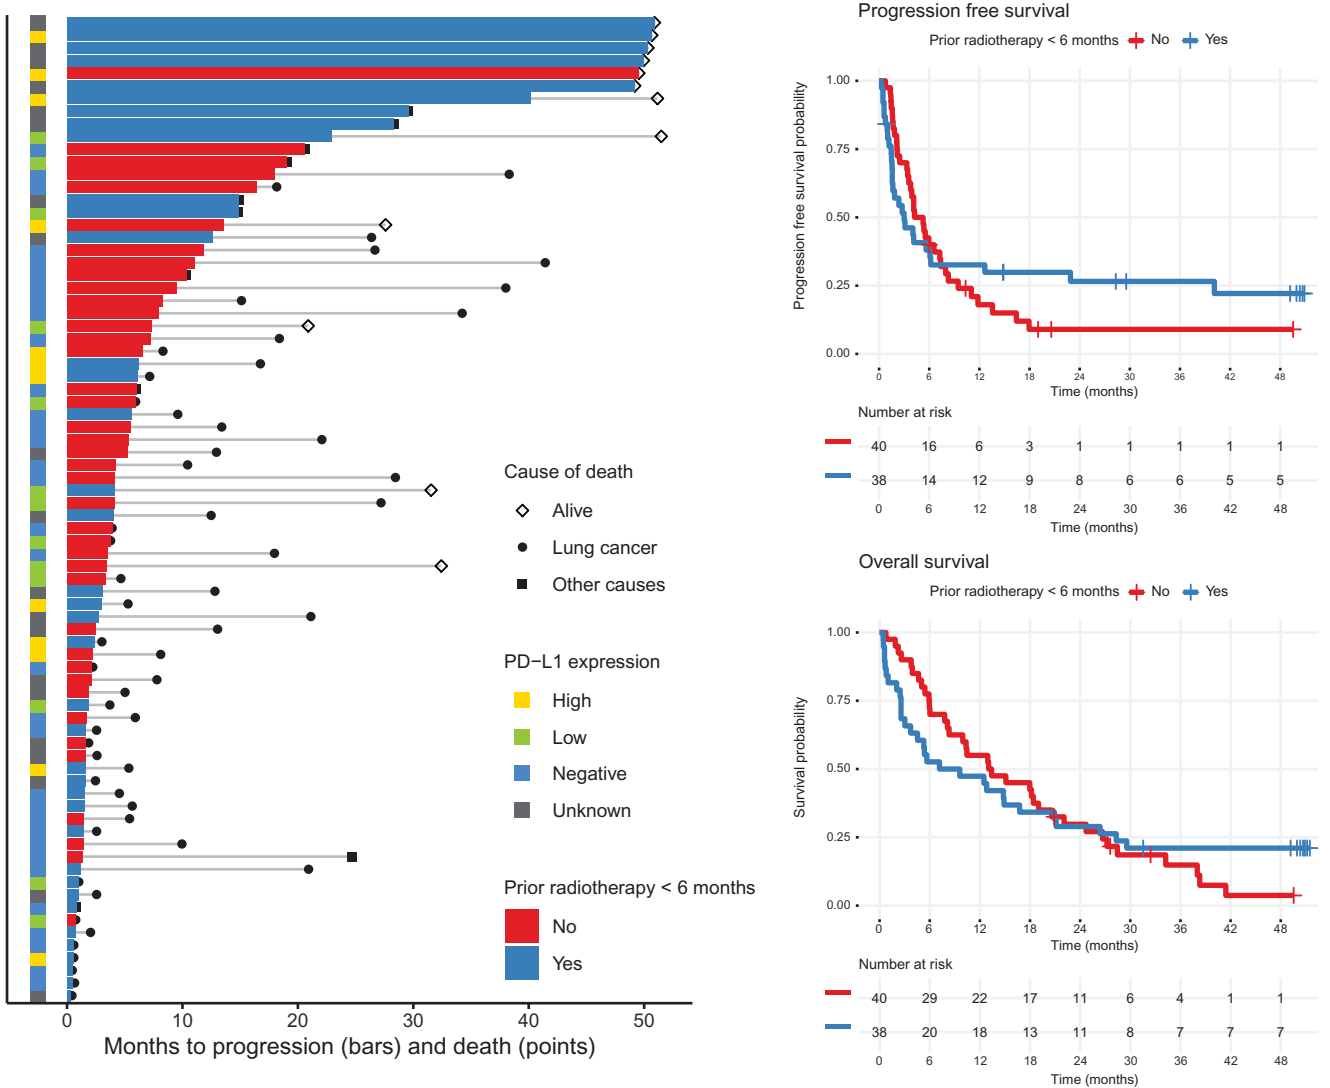 Cause of death
Alive
Lung cancer
Other causes
PD−L1 expression
High
Low
Negative
Unknown
Prior radiotherapy < 6 months
No
Yes
0 10 20 30 40 50
Months to progression (bars) and death (points)
Progression free survival
Prior radiotherapy < 6 months No Yes
Progression free survival probability
1.00
0.75
0.50
0.25
0.00
0 6 12 18 24 30 36 42 48
Time (months)
Number at risk
40 16 6 3 1 1 1 1 1
38 14 12 9 8 6 6 5 5
0 6 12 18 24 30 36 42 48
Time (months)
Overall survival
Prior radiotherapy < 6 months No Yes
Survival probability
1.00
0.75
0.50
0.25
0.00
0 6 12 18 24 30 36 42 48
Time (months)
Number at risk
40 29 22 17 11 6 4 1 1
38 20 18 13 11 8 7 7 7
0 6 12 18 24 30 36 42 48
Time (months)